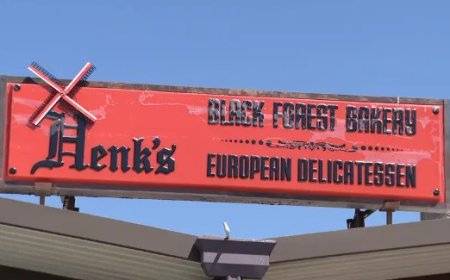 BLACK FOREST BAKERY
Henk's
EUROPEAN DELICATESSEN